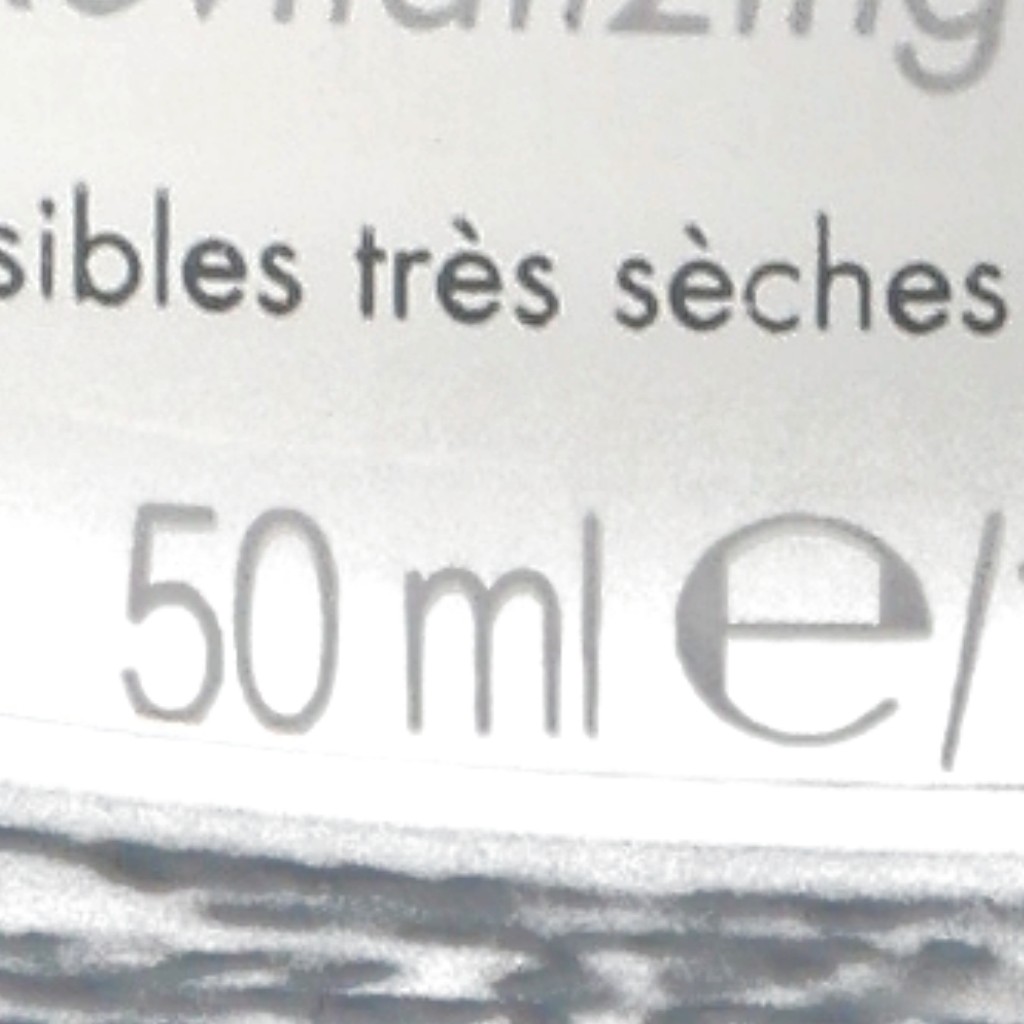 sibles très sèches
50 ml ℮/